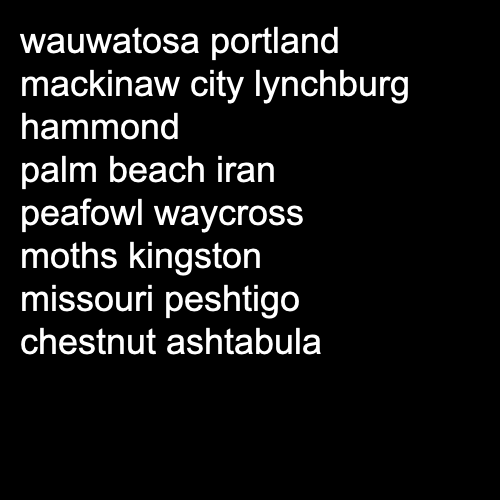 wauwatosa portland
mackinaw city lynchburg
hammond
palm beach iran
peafowl waycross
moths kingston
missouri peshtigo
chestnut ashtabula